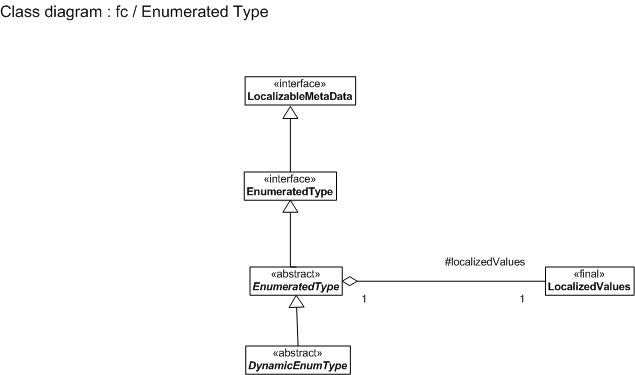 Class diagram : fc / Enumerated Type
«interface»
LocalizableMetaData
«interface»
EnumeratedType
«abstract»
EnumeratedType
#localizedValues
«final»
LocalizedValues
1
1
«abstract»
DynamicEnumType